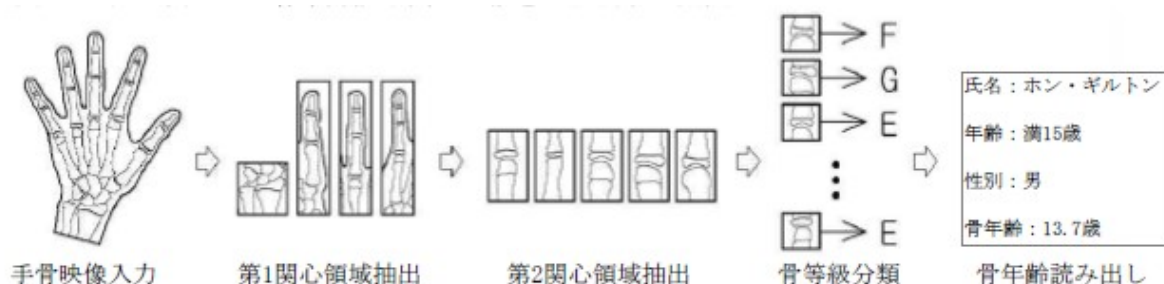 F
G
E
E
氏名：ホン・ギルトン
年齢：満15歳
性別：男
骨年齢：13.7歳
手骨映像入力
第1関心領域抽出
第2関心領域抽出
骨等級分類
骨年齢読み出し